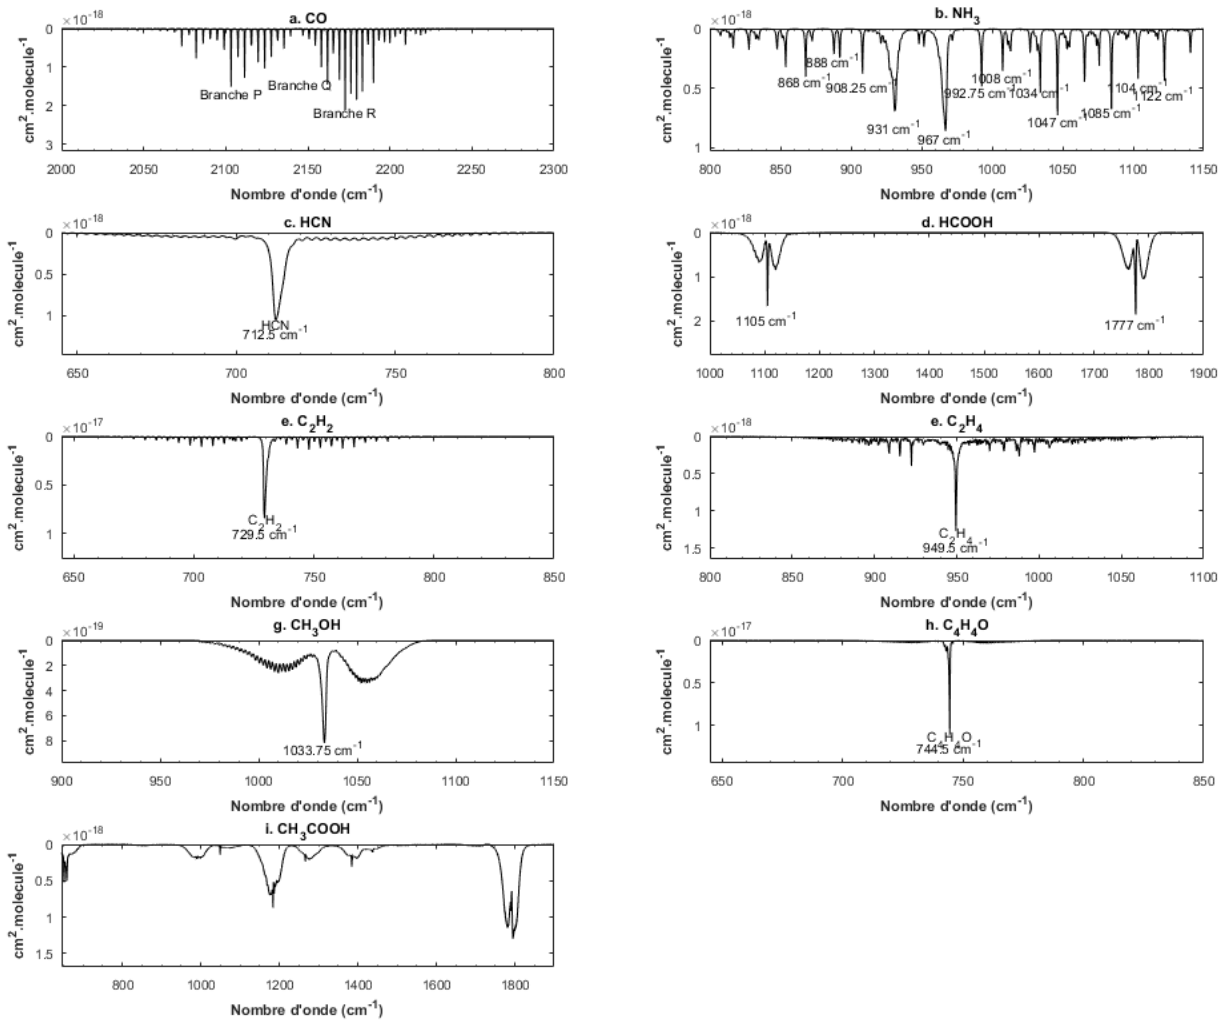 ×10⁻¹⁸
a. CO
cm².molecule⁻¹
0
1
2
3
Branche P
Branche Q
Branche R
2000 2050 2100 2150 2200 2250 2300
Nombre d'onde (cm⁻¹)
×10⁻¹⁸
b. NH₃
cm².molecule⁻¹
0
0.5
1
868 cm⁻¹
888 cm⁻¹
908.25 cm⁻¹
931 cm⁻¹
967 cm⁻¹
992.75 cm⁻¹
1008 cm⁻¹
1034 cm⁻¹
1047 cm⁻¹
1085 cm⁻¹
1104 cm⁻¹
1122 cm⁻¹
800 850 900 950 1000 1050 1100 1150
Nombre d'onde (cm⁻¹)
×10⁻¹⁸
c. HCN
cm².molecule⁻¹
0
0.5
1
HCN
712.5 cm⁻¹
650 700 750 800
Nombre d'onde (cm⁻¹)
×10⁻¹⁸
d. HCOOH
cm².molecule⁻¹
0
1
2
1105 cm⁻¹
1777 cm⁻¹
1000 1100 1200 1300 1400 1500 1600 1700 1800 1900
Nombre d'onde (cm⁻¹)
×10⁻¹⁷
e. C₂H₂
cm².molecule⁻¹
0
0.5
1
C₂H₂
729.5 cm⁻¹
650 700 750 800 850
Nombre d'onde (cm⁻¹)
×10⁻¹⁸
e. C₂H₄
cm².molecule⁻¹
0
0.5
1
1.5
C₂H₄
949.5 cm⁻¹
800 850 900 950 1000 1050 1100
Nombre d'onde (cm⁻¹)
×10⁻¹⁹
g. CH₃OH
cm².molecule⁻¹
0
2
4
6
8
1033.75 cm⁻¹
900 950 1000 1050 1100 1150
Nombre d'onde (cm⁻¹)
×10⁻¹⁷
h. C₄H₄O
cm².molecule⁻¹
0
0.5
1
C₄H₄O
744.5 cm⁻¹
650 700 750 800 850
Nombre d'onde (cm⁻¹)
×10⁻¹⁸
i. CH₃COOH
cm².molecule⁻¹
0
0.5
1
1.5
800 1000 1200 1400 1600 1800
Nombre d'onde (cm⁻¹)